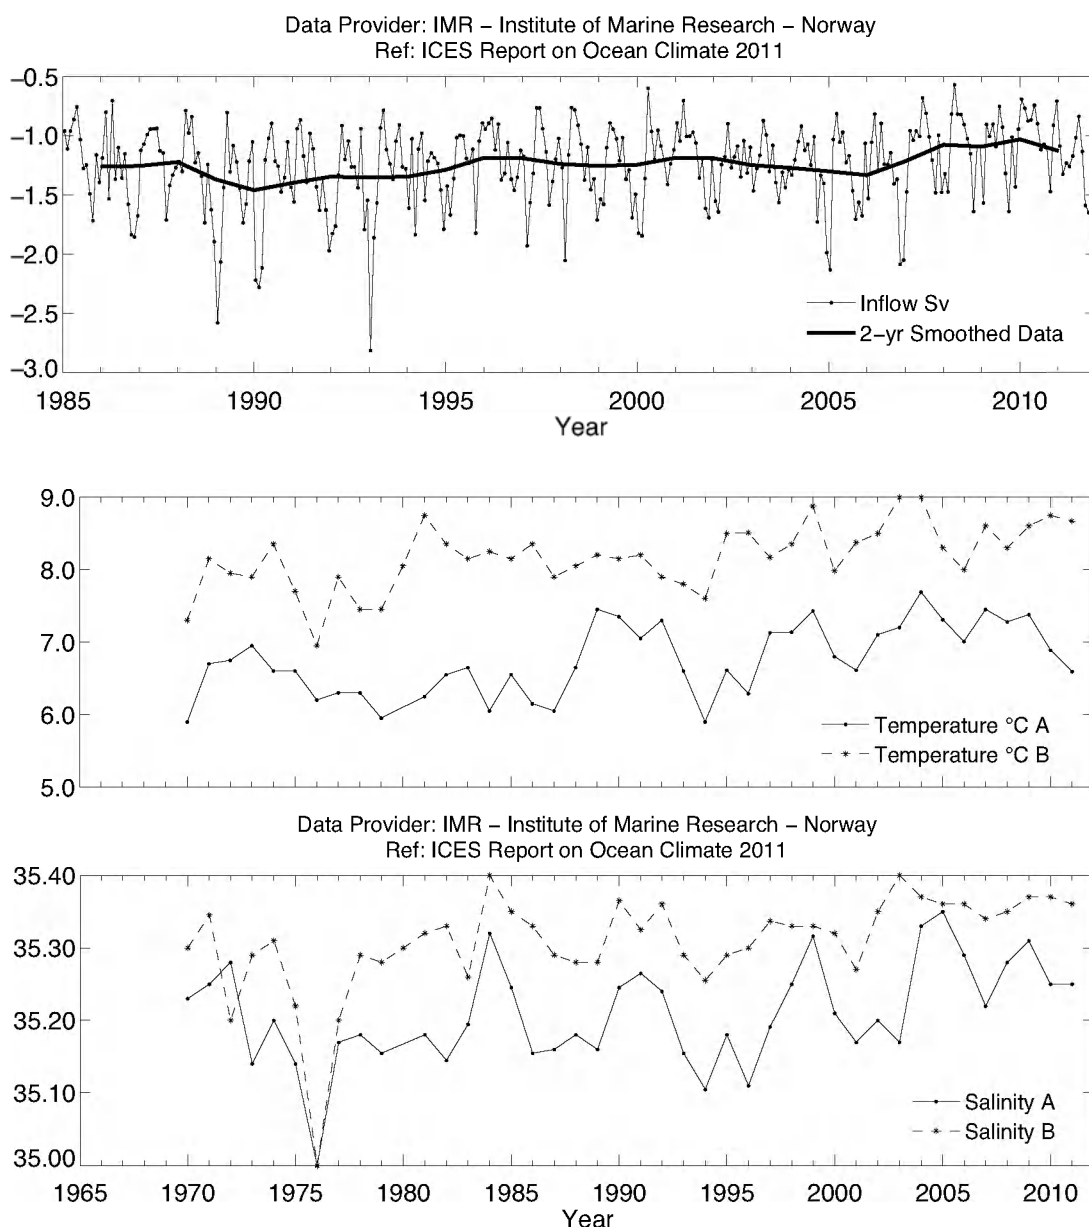 Data Provider: IMR – Institute of Marine Research – Norway
Ref: ICES Report on Ocean Climate 2011
−0.5
−1.0
−1.5
−2.0
−2.5
−3.0
Inflow Sv
2−yr Smoothed Data
1985 1990 1995 2000 2005 2010
Year
9.0
8.0
7.0
6.0
5.0
Temperature °C A
Temperature °C B
Data Provider: IMR – Institute of Marine Research – Norway
Ref: ICES Report on Ocean Climate 2011
35.40
35.30
35.20
35.10
35.00
Salinity A
Salinity B
1965 1970 1975 1980 1985 1990 1995 2000 2005 2010
Year